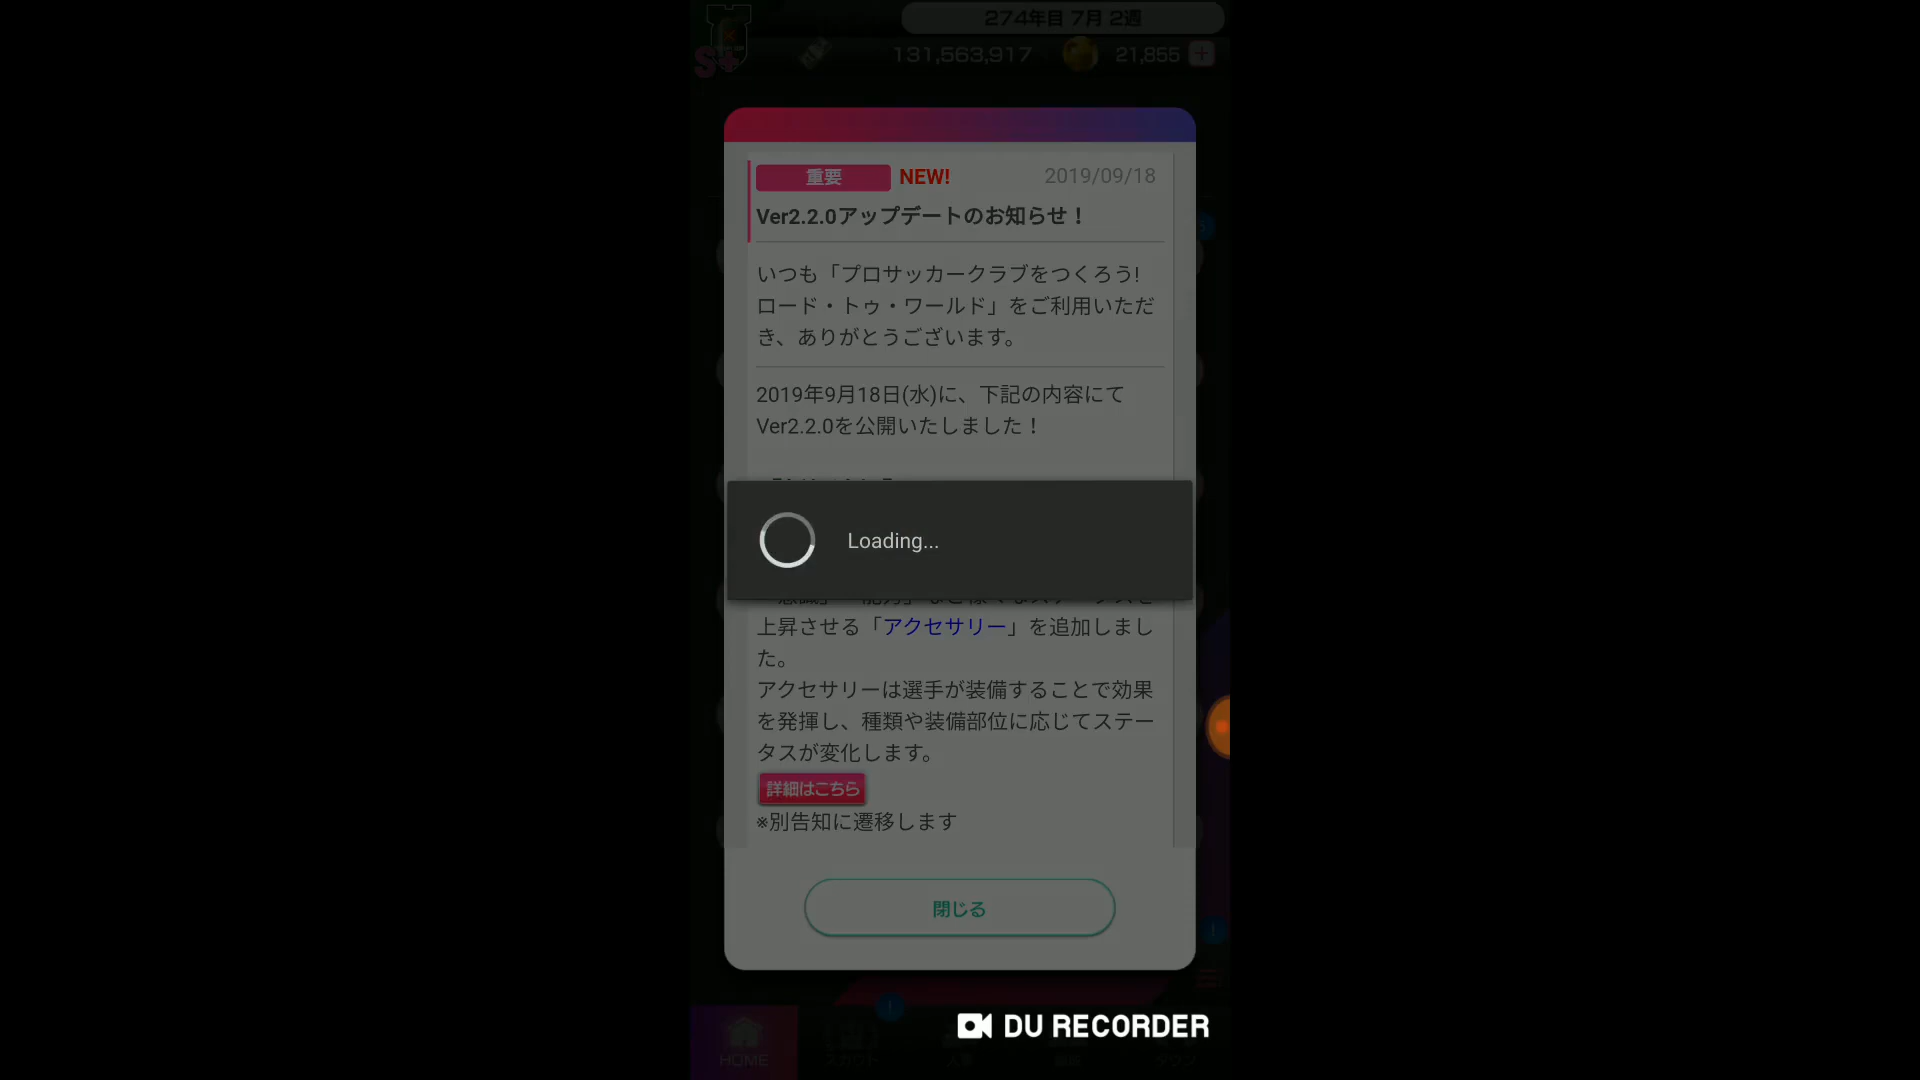 274年目 7月 2週
S+
131,563,917
21,855
重要 NEW! 2019/09/18
Ver2.2.0アップデートのお知らせ！
いつも「プロサッカークラブをつくろう!
ロード・トゥ・ワールド」をご利用いただ
き、ありがとうございます。
2019年9月18日(水)に、下記の内容にて
Ver2.2.0を公開いたしました！
Loading...
上昇させる「アクセサリー」を追加しまし
た。
アクセサリーは選手が装備することで効果
を発揮し、種類や装備部位に応じてステー
タスが変化します。
詳細はこちら
※別告知に遷移します
閉じる
DU RECORDER
HOME
スカウト
人事
タウン